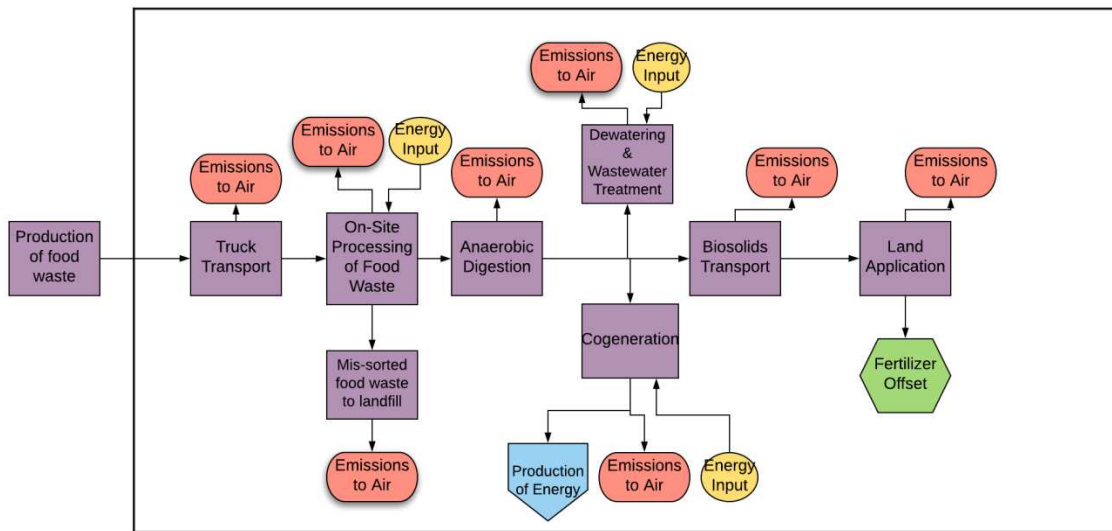 Emissions
to Air
Energy
Input
Emissions
to Air
Energy
Input
Dewatering
&
Wastewater
Treatment
Emissions
to Air
Emissions
to Air
Emissions
to Air
Emissions
to Air
Production
of food
waste
Truck
Transport
On-Site
Processing
of Food
Waste
Anaerobic
Digestion
Biosolids
Transport
Land
Application
Cogeneration
Mis-sorted
food waste
to landfill
Fertilizer
Offset
Emissions
to Air
Production
of Energy
Emissions
to Air
Energy
Input